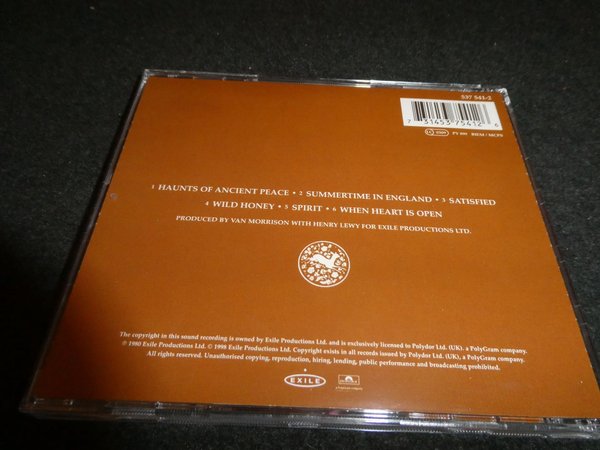 537 541-2
7 31453 75412 6
PY 899 BIEM / MCPS
1 HAUNTS OF ANCIENT PEACE • 2 SUMMERTIME IN ENGLAND • 3 SATISFIED
4 WILD HONEY • 5 SPIRIT • 6 WHEN HEART IS OPEN
PRODUCED BY VAN MORRISON WITH HENRY LEWY FOR EXILE PRODUCTIONS LTD.
The copyright in this sound recording is owned by Exile Productions Ltd. and is exclusively licensed to Polydor Ltd. (UK). a PolyGram company.
℗ 1980 Exile Productions Ltd. © 1998 Exile Productions Ltd. Copyright exists in all records issued by Polydor Ltd. (UK), a PolyGram company.
All rights reserved. Unauthorised copying, reproduction, hiring, lending, public performance and broadcasting prohibited.
EXILE
a PolyGram company